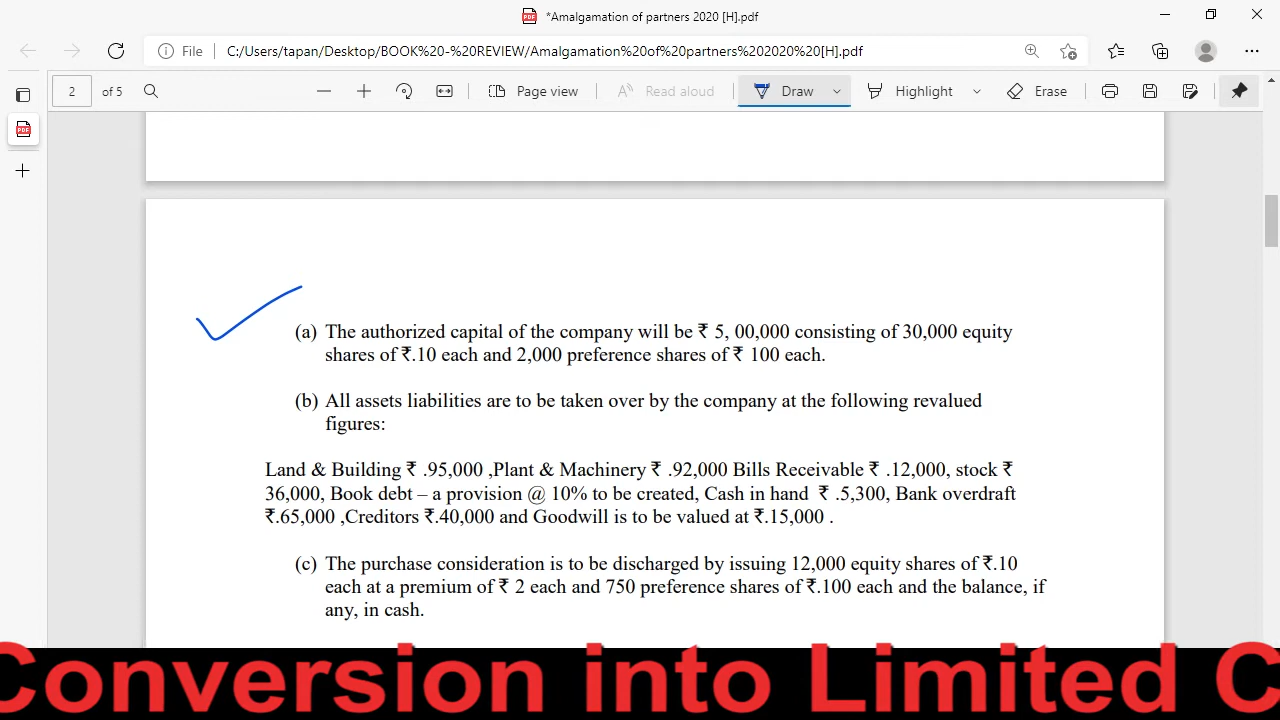 *Amalgamation of partners 2020 [H].pdf
File C:/Users/tapan/Desktop/BOOK%20-%20REVIEW/Amalgamation%20of%20partners%202020%20[H].pdf
2 of 5 Page view Read aloud Draw Highlight Erase
(a) The authorized capital of the company will be ₹ 5, 00,000 consisting of 30,000 equity
shares of ₹.10 each and 2,000 preference shares of ₹ 100 each.
(b) All assets liabilities are to be taken over by the company at the following revalued
figures:
Land & Building ₹ .95,000 ,Plant & Machinery ₹ .92,000 Bills Receivable ₹ .12,000, stock ₹
36,000, Book debt – a provision @ 10% to be created, Cash in hand ₹ .5,300, Bank overdraft
₹.65,000 ,Creditors ₹.40,000 and Goodwill is to be valued at ₹.15,000 .
(c) The purchase consideration is to be discharged by issuing 12,000 equity shares of ₹.10
each at a premium of ₹ 2 each and 750 preference shares of ₹.100 each and the balance, if
any, in cash.
Conversion into Limited C